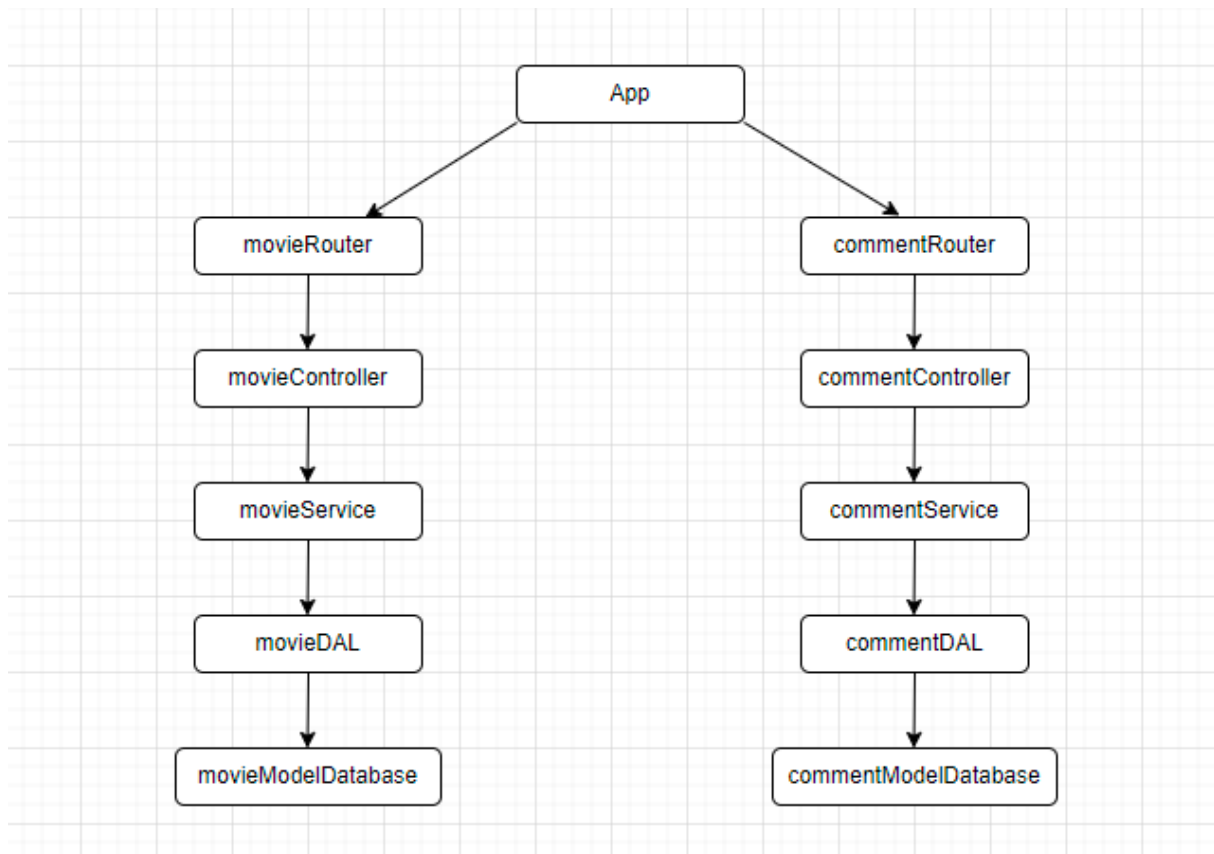 App
movieRouter
commentRouter
movieController
commentController
movieService
commentService
movieDAL
commentDAL
movieModelDatabase
commentModelDatabase